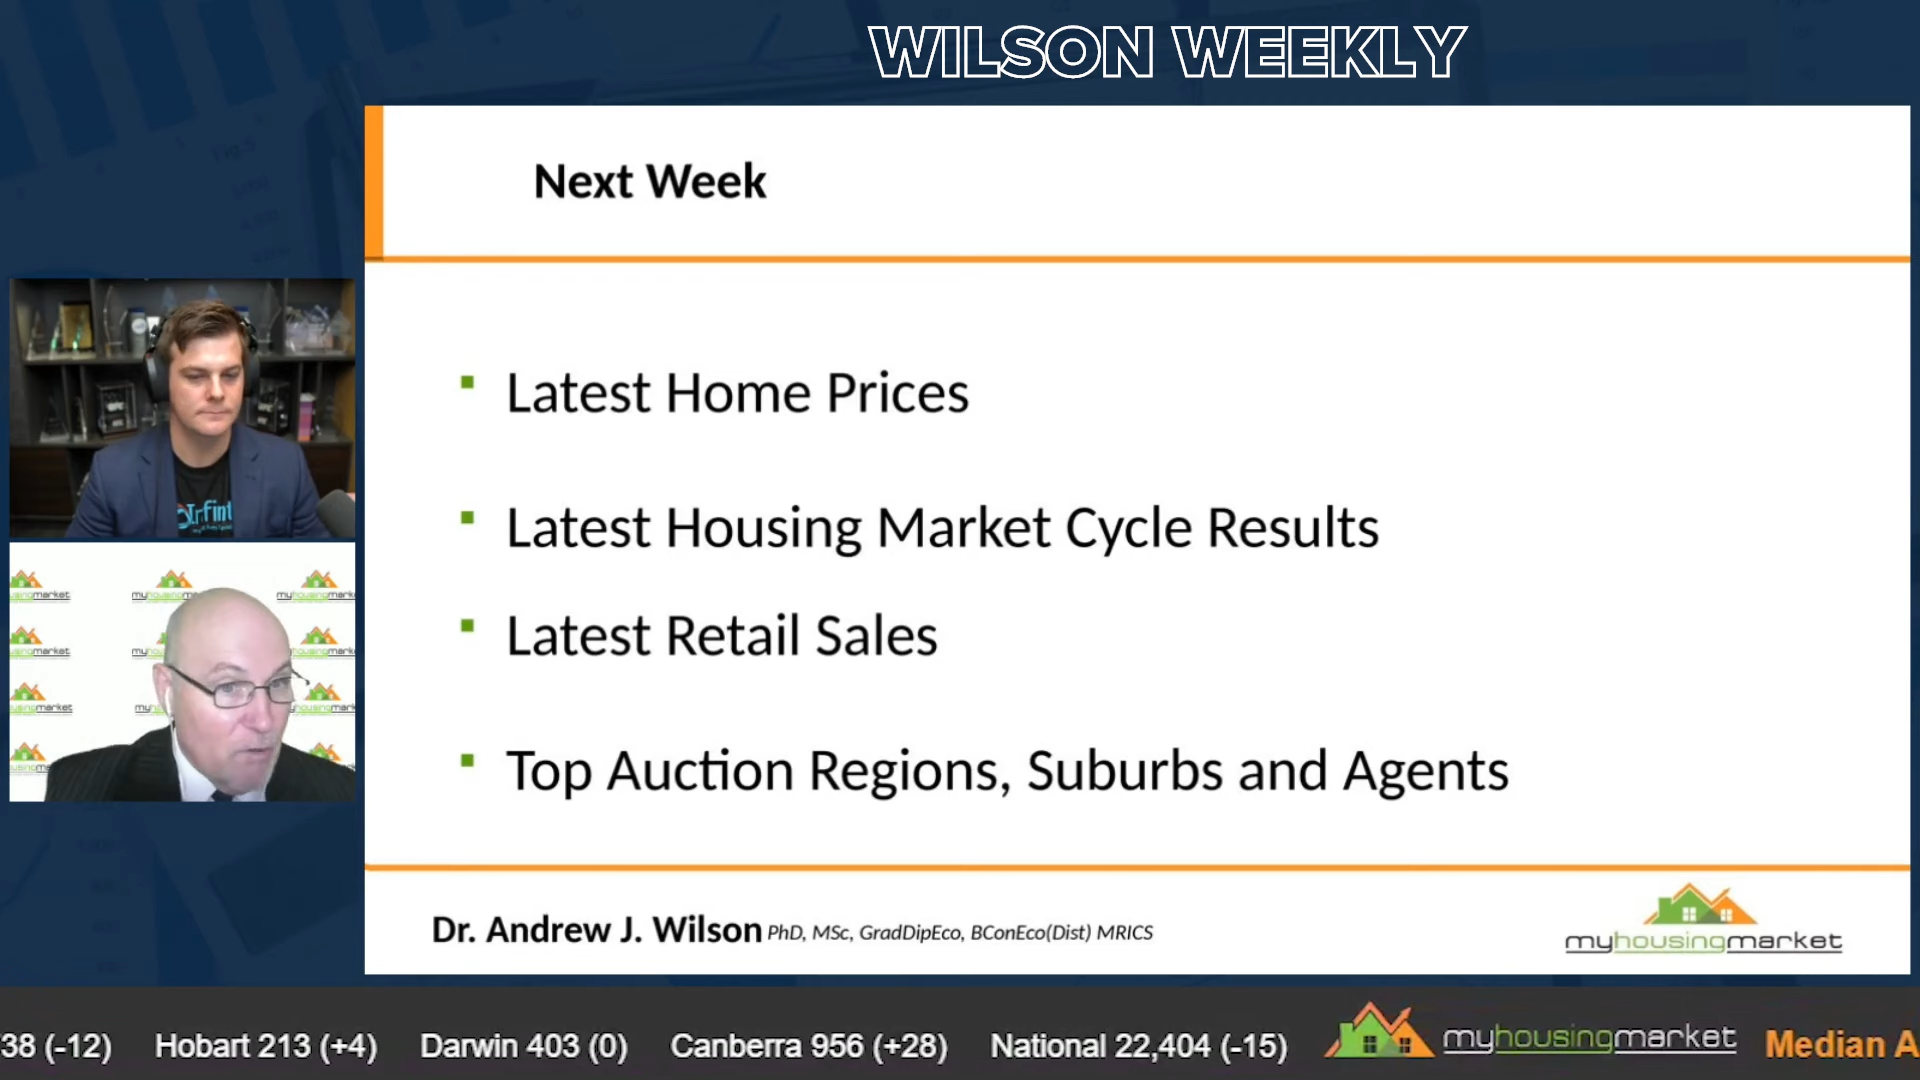 WILSON WEEKLY
Next Week
Latest Home Prices
Latest Housing Market Cycle Results
Latest Retail Sales
Top Auction Regions, Suburbs and Agents
Dr. Andrew J. Wilson PhD, MSc, GradDipEco, BConEco(Dist) MRICS
myhousingmarket
38 (-12) Hobart 213 (+4) Darwin 403 (0) Canberra 956 (+28) National 22,404 (-15) myhousingmarket Median A